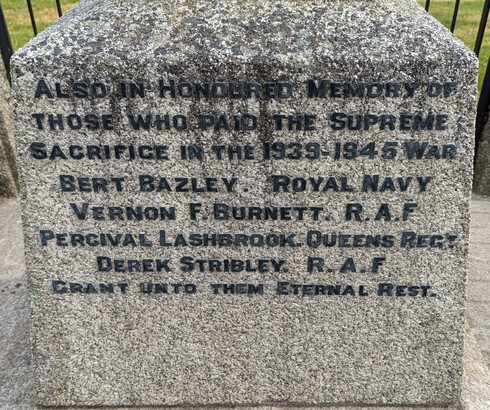 Also in Honoured Memory of
those who paid the Supreme
Sacrifice in the 1939-1945 War
Bert Bazley. Royal Navy
Vernon F. Burnett. R.A.F
Percival Lashbrook. Queens Regt.
Derek Stribley. R.A.F
Grant unto them Eternal Rest.